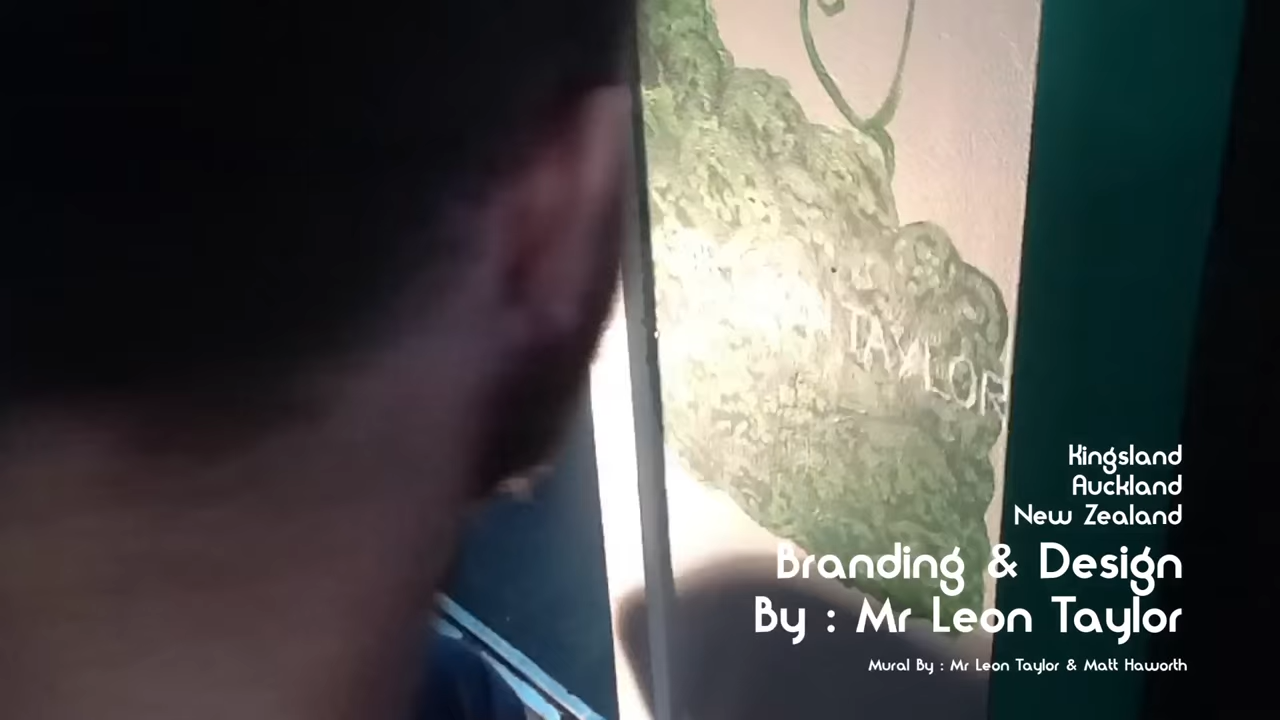 TAYLOR
Kingsland
Auckland
New Zealand
Branding & Design
By : Mr Leon Taylor
Mural By : Mr Leon Taylor & Matt Haworth